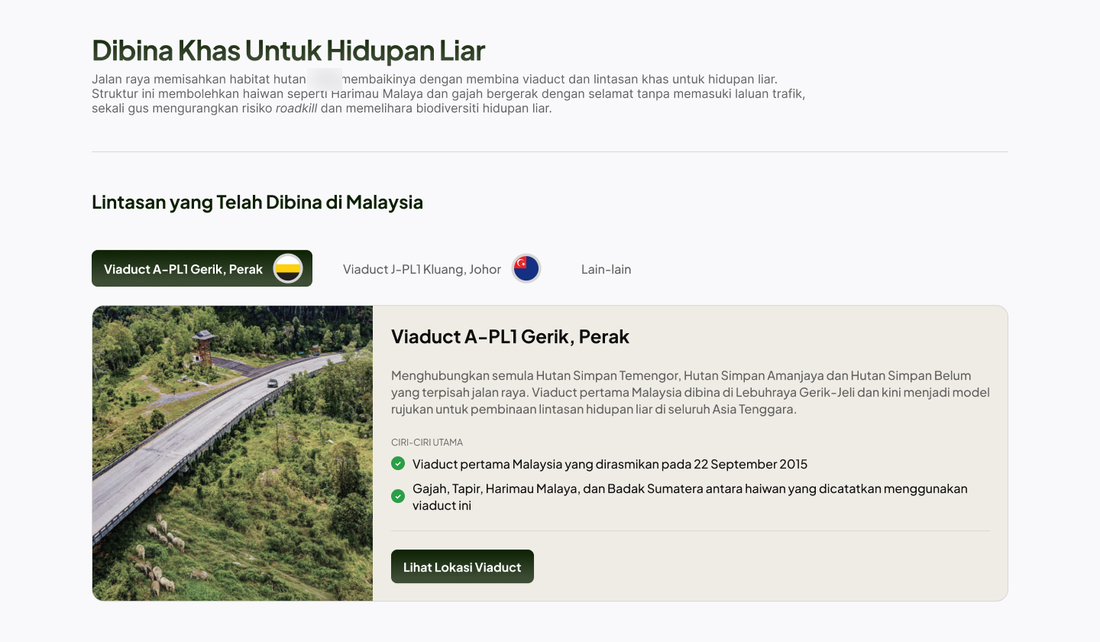 Dibina Khas Untuk Hidupan Liar
Jalan raya memisahkan habitat hutan membaikinya dengan membina viaduct dan lintasan khas untuk hidupan liar.
Struktur ini membolehkan haiwan seperti Harimau Malaya dan gajah bergerak dengan selamat tanpa memasuki laluan trafik,
sekali gus mengurangkan risiko roadkill dan memelihara biodiversiti hidupan liar.
Lintasan yang Telah Dibina di Malaysia
Viaduct A-PL1 Gerik, Perak
Viaduct J-PL1 Kluang, Johor
Lain-lain
Viaduct A-PL1 Gerik, Perak
Menghubungkan semula Hutan Simpan Temengor, Hutan Simpan Amanjaya dan Hutan Simpan Belum
yang terpisah jalan raya. Viaduct pertama Malaysia dibina di Lebuhraya Gerik-Jeli dan kini menjadi model
rujukan untuk pembinaan lintasan hidupan liar di seluruh Asia Tenggara.
CIRI-CIRI UTAMA
Viaduct pertama Malaysia yang dirasmikan pada 22 September 2015
Gajah, Tapir, Harimau Malaya, dan Badak Sumatera antara haiwan yang dicatatkan menggunakan
viaduct ini
Lihat Lokasi Viaduct